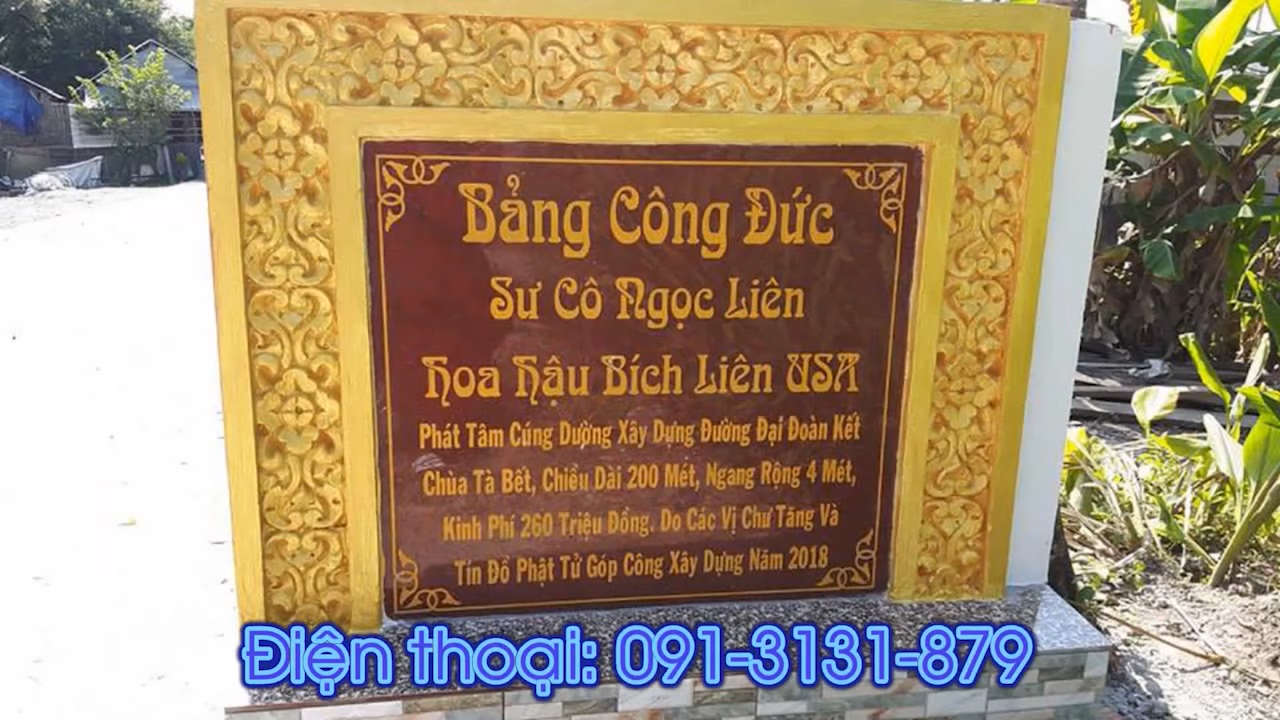 Bảng Công Đức
Sư Cô Ngọc Liên
Hoa Hậu Bích Liên USA
Phát Tâm Cúng Dường Xây Dựng Đường Đại Đoàn Kết
Chùa Tà Bết, Chiều Dài 200 Mét, Ngang Rộng 4 Mét,
Kinh Phí 260 Triệu Đồng. Do Các Vị Chư Tăng Và
Tín Đồ Phật Tử Góp Công Xây Dựng Năm 2018
Điện thoại: 091-3131-879